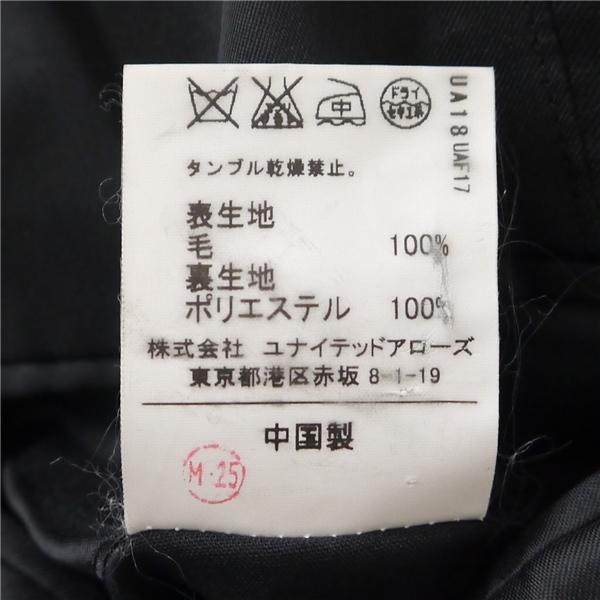 中
ドライ
セキユ系
タンブル乾燥禁止。
表生地
毛 100%
裏生地
ポリエステル 100%
株式会社 ユナイテッドアローズ
東京都港区赤坂 8-1-19
中国製
M·25
UA18 UAF17